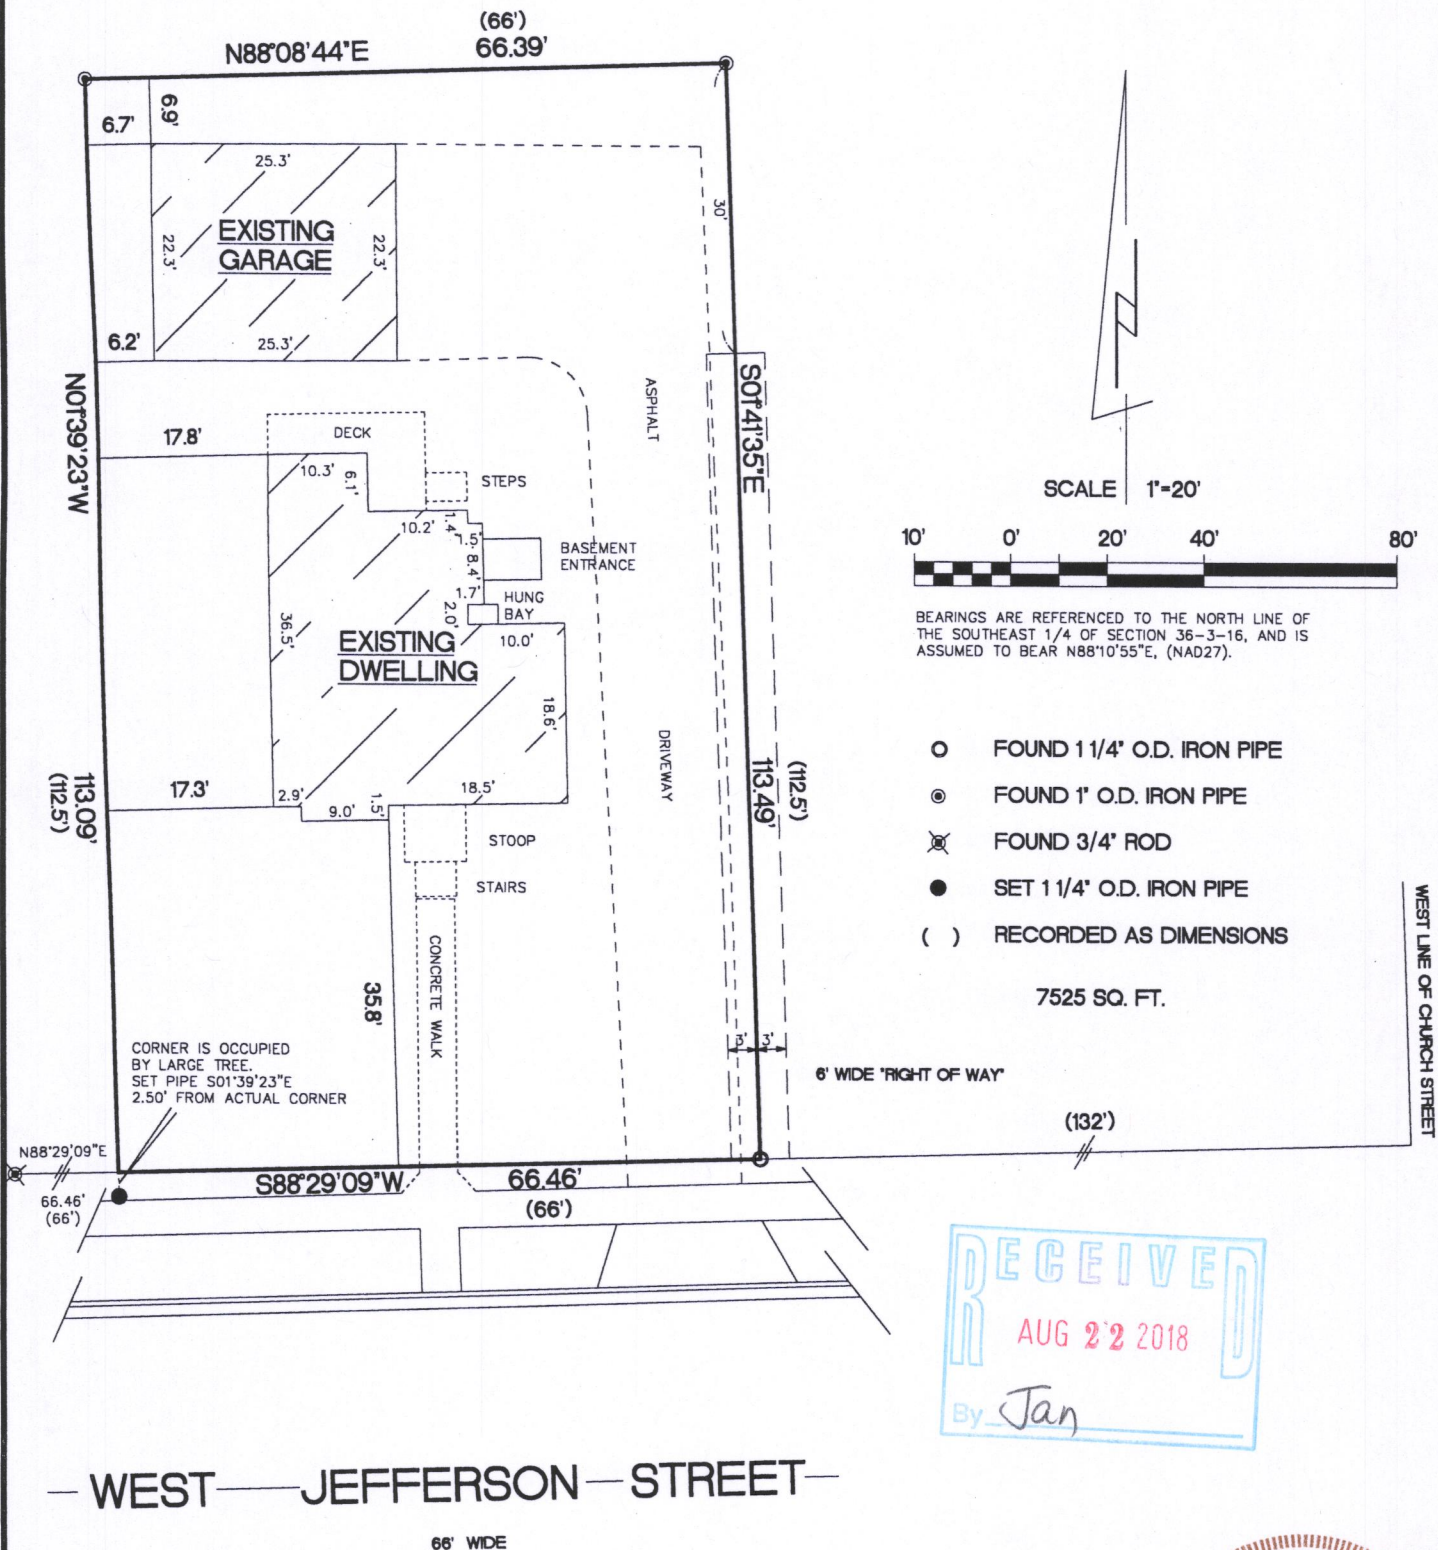 (66')
N88°08'44"E 66.39'
6.7'
6.9'
25.3'
EXISTING
GARAGE
22.3'
22.3'
30'
6.2'
25.3'
N01°39'23"W
S01°41'35"E
ASPHALT
17.8'
DECK
10.3'
6.1'
STEPS
10.2'
1.4'
1.5'
8.4'
BASEMENT
ENTRANCE
1.7'
2.0'
HUNG
BAY
10.0'
36.5'
EXISTING
DWELLING
18.6'
DRIVEWAY
113.09'
(112.5')
113.49'
(112.5')
17.3'
2.9'
9.0'
1.5'
18.5'
STOOP
STAIRS
CONCRETE WALK
35.8'
SCALE 1"=20'
10' 0' 20' 40' 80'
BEARINGS ARE REFERENCED TO THE NORTH LINE OF
THE SOUTHEAST 1/4 OF SECTION 36-3-16, AND IS
ASSUMED TO BEAR N88°10'55"E, (NAD27).
FOUND 1 1/4" O.D. IRON PIPE
FOUND 1" O.D. IRON PIPE
FOUND 3/4" ROD
SET 1 1/4" O.D. IRON PIPE
( ) RECORDED AS DIMENSIONS
7525 SQ. FT.
WEST LINE OF CHURCH STREET
3' 3'
6' WIDE "RIGHT OF WAY"
(132')
CORNER IS OCCUPIED
BY LARGE TREE.
SET PIPE S01°39'23"E
2.50' FROM ACTUAL CORNER
N88°29'09"E
66.46'
(66')
S88°29'09"W 66.46'
(66')
RECEIVED
AUG 22 2018
By Jan
WEST JEFFERSON STREET
66' WIDE